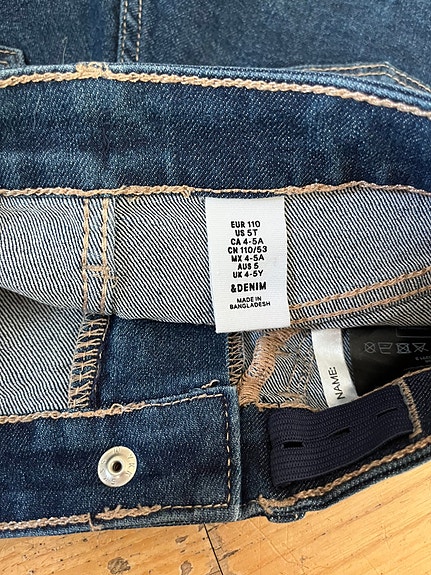 EUR 110
US 5T
CA 4-5A
CN 110/53
MX 4-5A
AUS 5
UK 4-5Y
&DENIM
MADE IN
BANGLADESH
NAME: